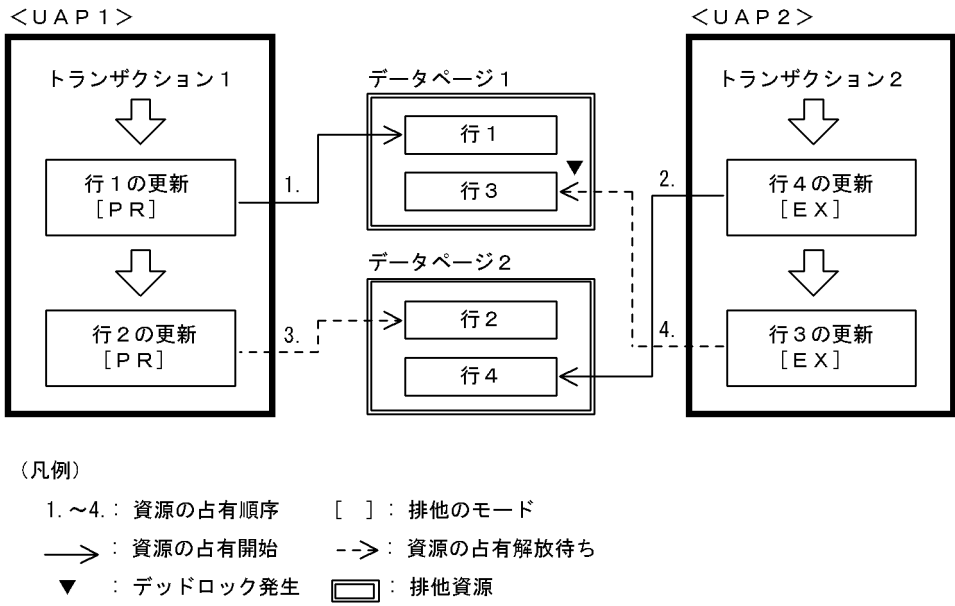 ＜ＵＡＰ１＞
トランザクション１
行１の更新
［ＰＲ］
行２の更新
［ＰＲ］
1.
3.
データページ１
行１
▼
行３
データページ２
行２
行４
＜ＵＡＰ２＞
トランザクション２
2.
行４の更新
［ＥＸ］
4.
行３の更新
［ＥＸ］
（凡例）
1.～4.： 資源の占有順序
［　］： 排他のモード
： 資源の占有開始
： 資源の占有解放待ち
▼ ： デッドロック発生
： 排他資源